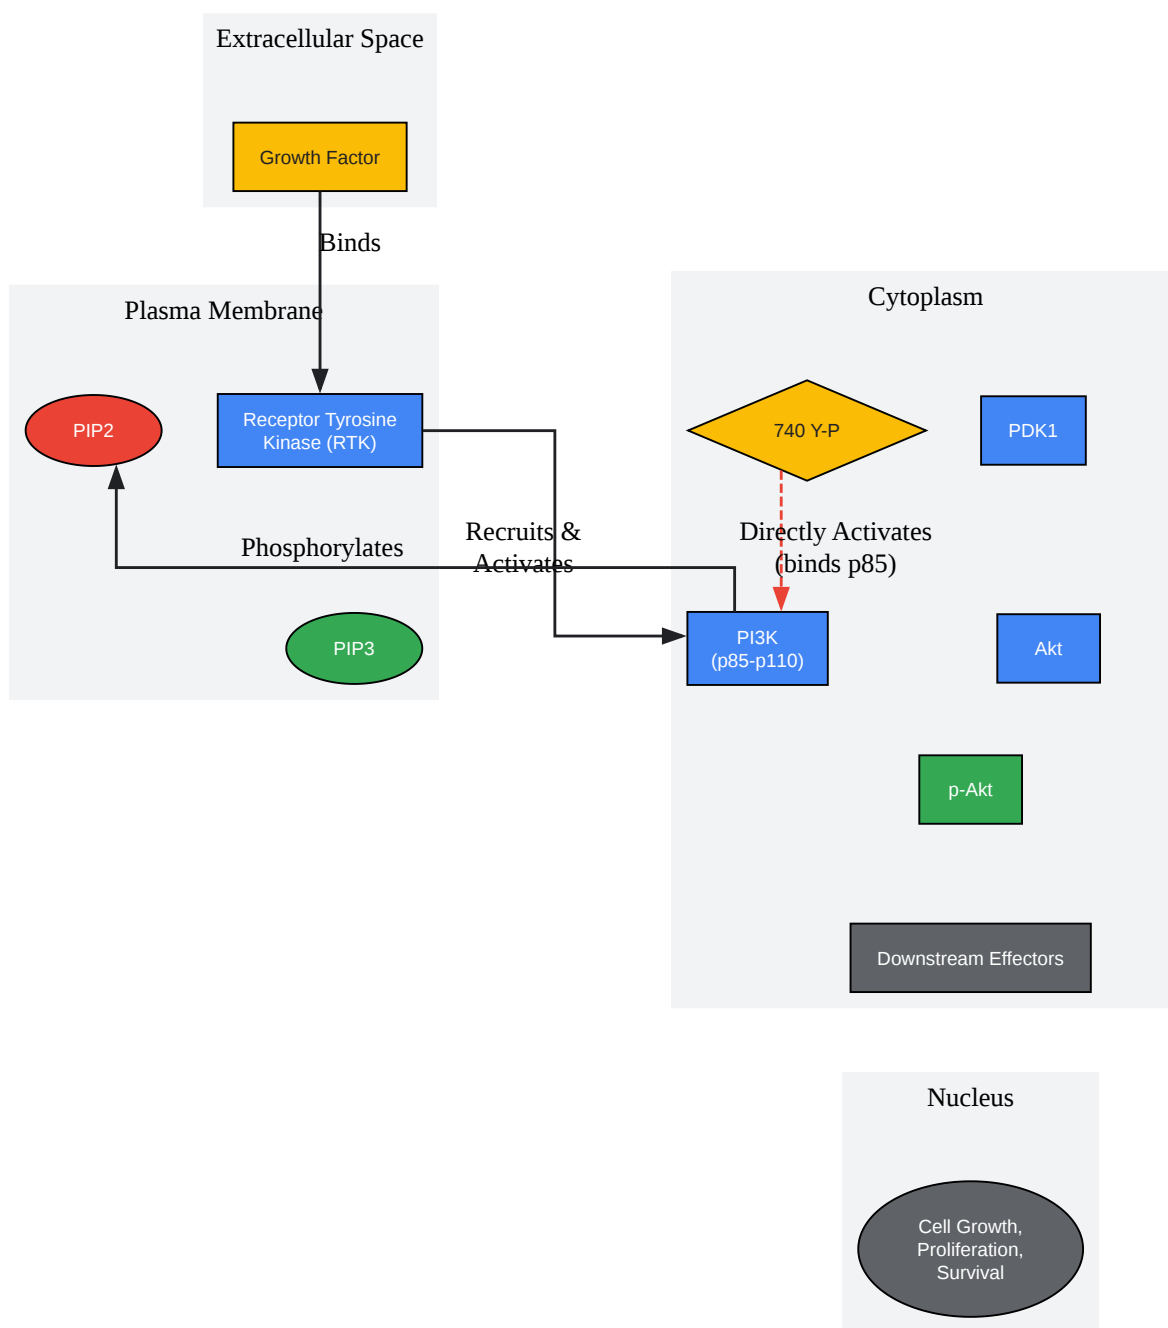 Extracellular Space
Growth Factor
Binds
Plasma Membrane
Cytoplasm
PIP2
Receptor Tyrosine
Kinase (RTK)
740 Y-P
PDK1
Phosphorylates
Recruits &
Activates
Directly Activates
(binds p85)
PIP3
PI3K
(p85-p110)
Akt
p-Akt
Downstream Effectors
Nucleus
Cell Growth,
Proliferation,
Survival